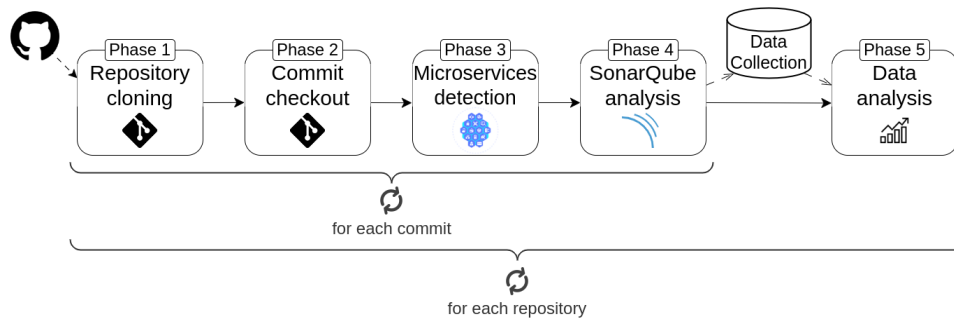 Phase 1
Repository
cloning
Phase 2
Commit
checkout
Phase 3
Microservices
detection
Phase 4
SonarQube
analysis
Data
Collection
Phase 5
Data
analysis
for each commit
for each repository